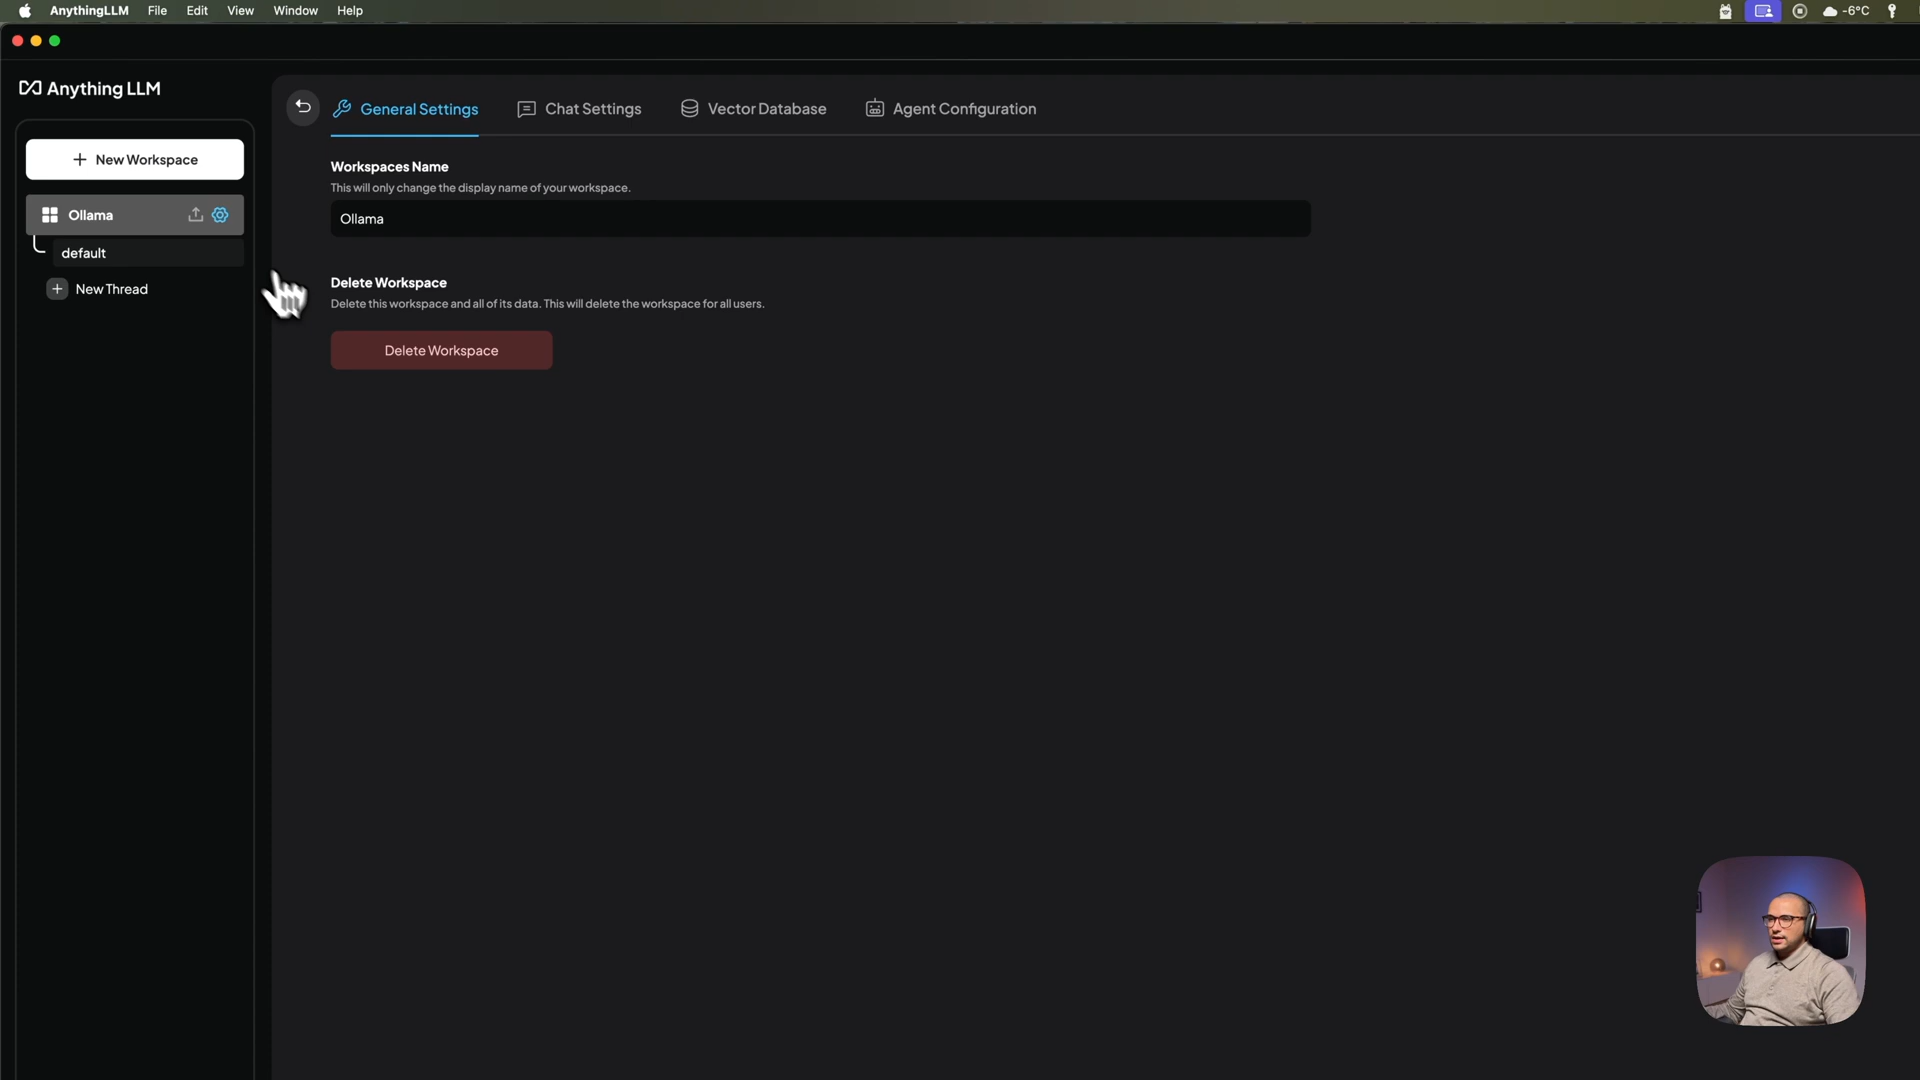 AnythingLLM File Edit View Window Help -6°C
Anything LLM
General Settings Chat Settings Vector Database Agent Configuration
New Workspace
Ollama
default
New Thread
Workspaces Name
This will only change the display name of your workspace.
Ollama
Delete Workspace
Delete this workspace and all of its data. This will delete the workspace for all users.
Delete Workspace